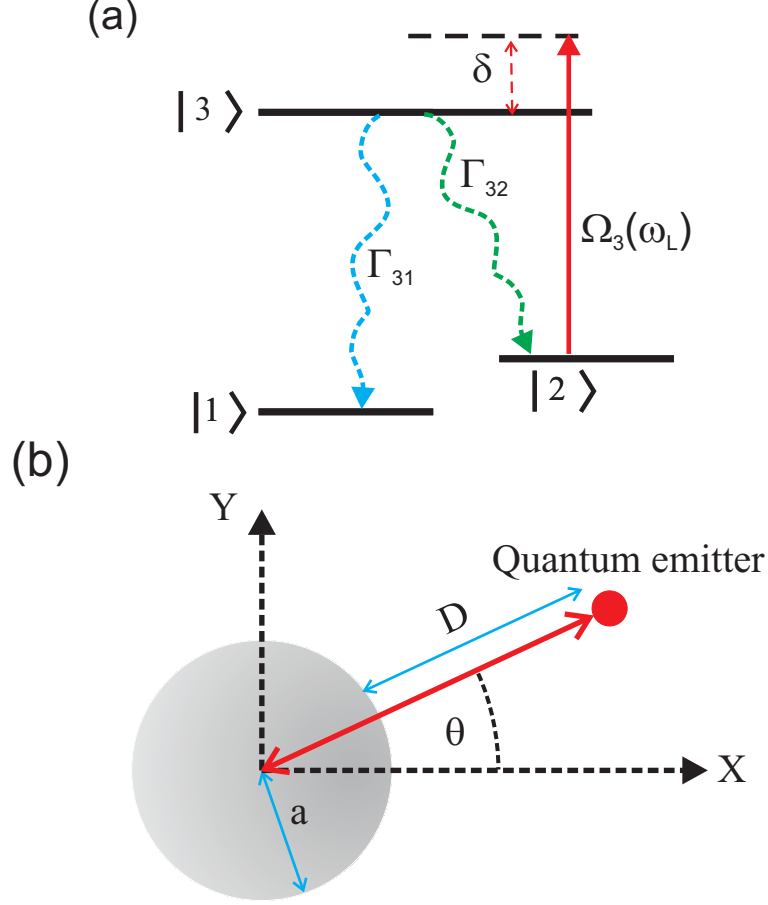 (a)
δ
|3⟩
Γ32
Ω3(ωL)
Γ31
|2⟩
|1⟩
(b)
Y
Quantum emitter
D
θ
X
a